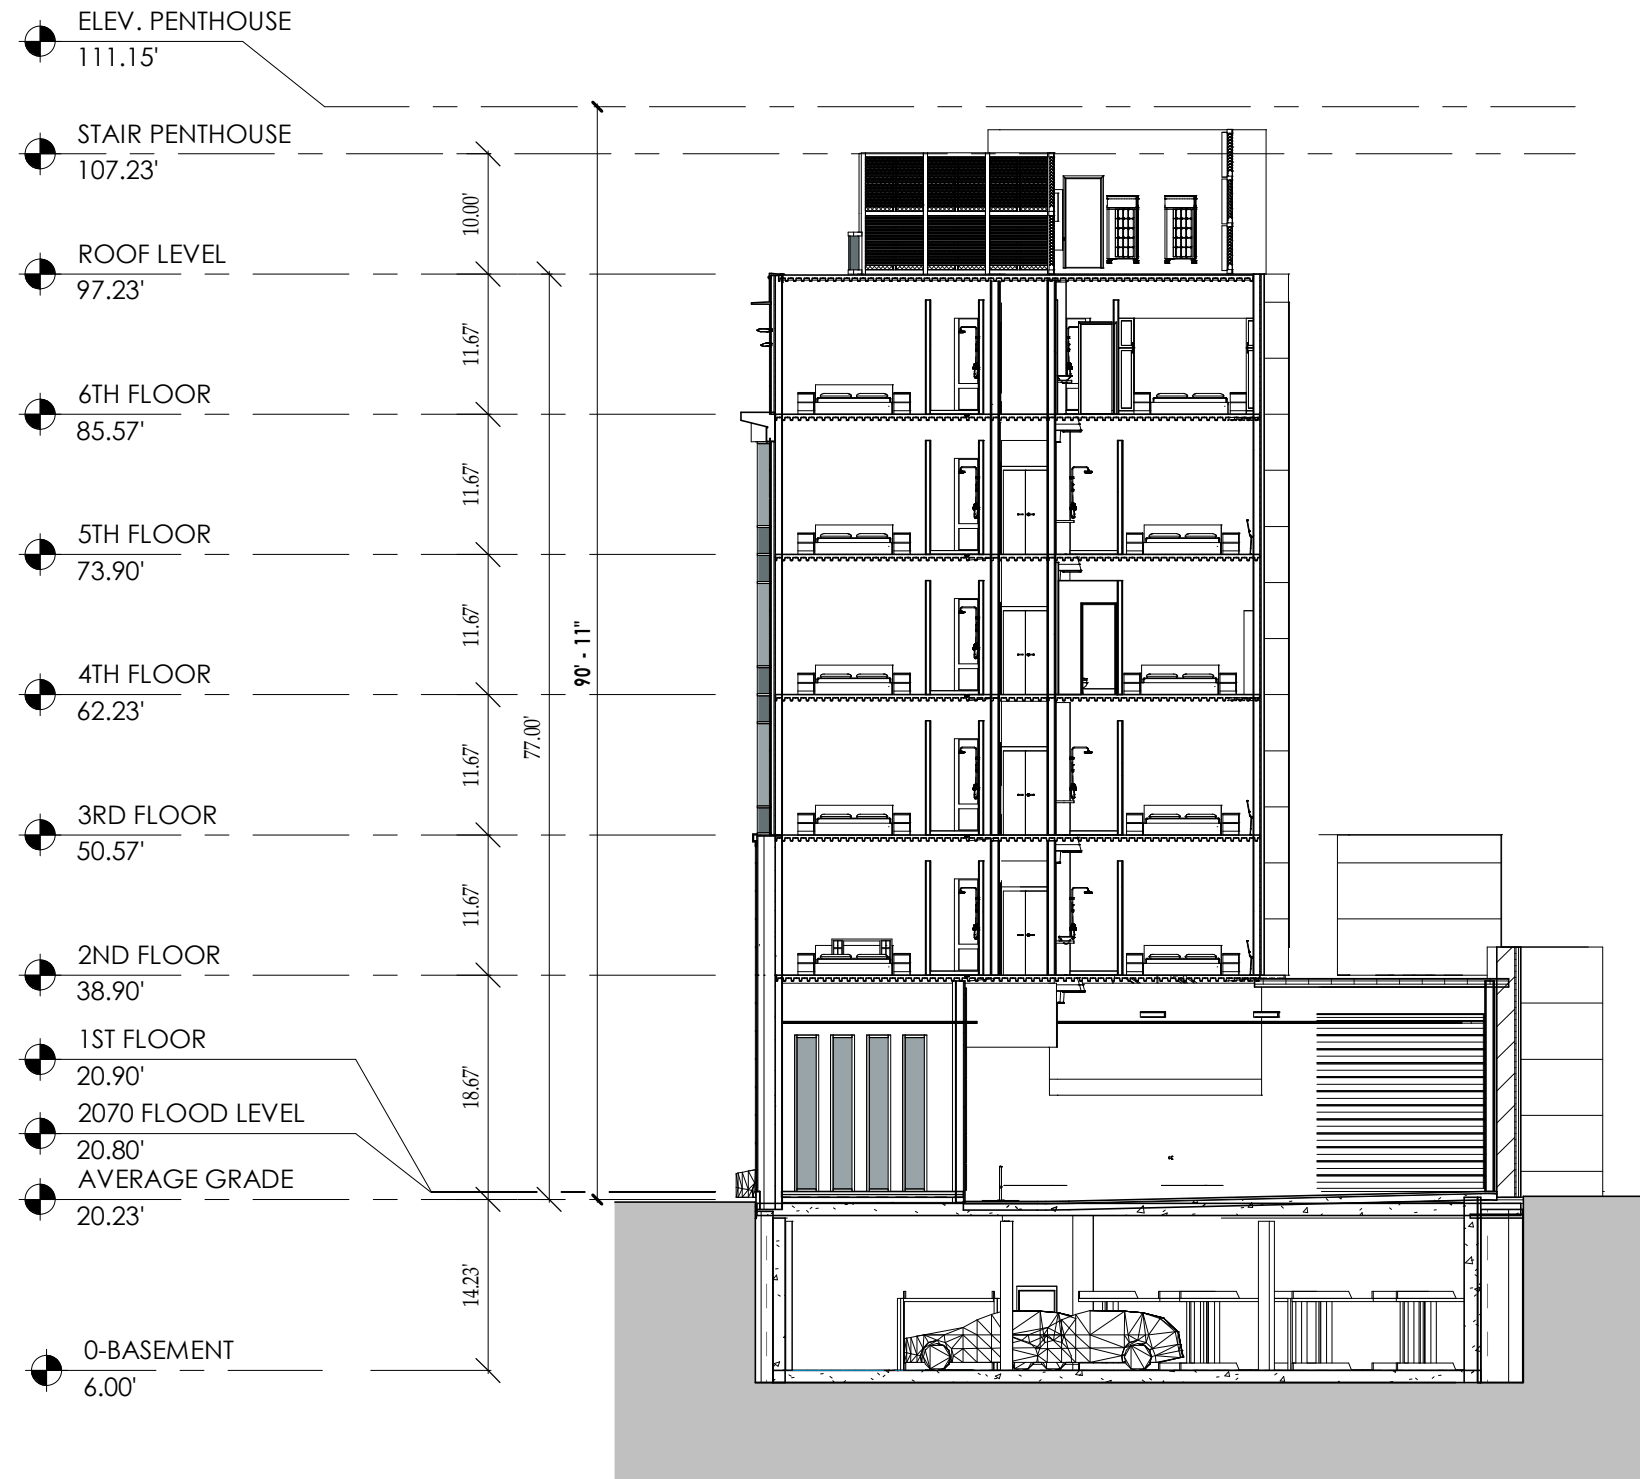 ELEV. PENTHOUSE
111.15'
STAIR PENTHOUSE
107.23'
10.00'
ROOF LEVEL
97.23'
11.67'
6TH FLOOR
85.57'
11.67'
5TH FLOOR
73.90'
11.67'
90' - 11"
4TH FLOOR
62.23'
77.00'
11.67'
3RD FLOOR
50.57'
11.67'
2ND FLOOR
38.90'
1ST FLOOR
20.90'
18.67'
2070 FLOOD LEVEL
20.80'
AVERAGE GRADE
20.23'
14.23'
0-BASEMENT
6.00'